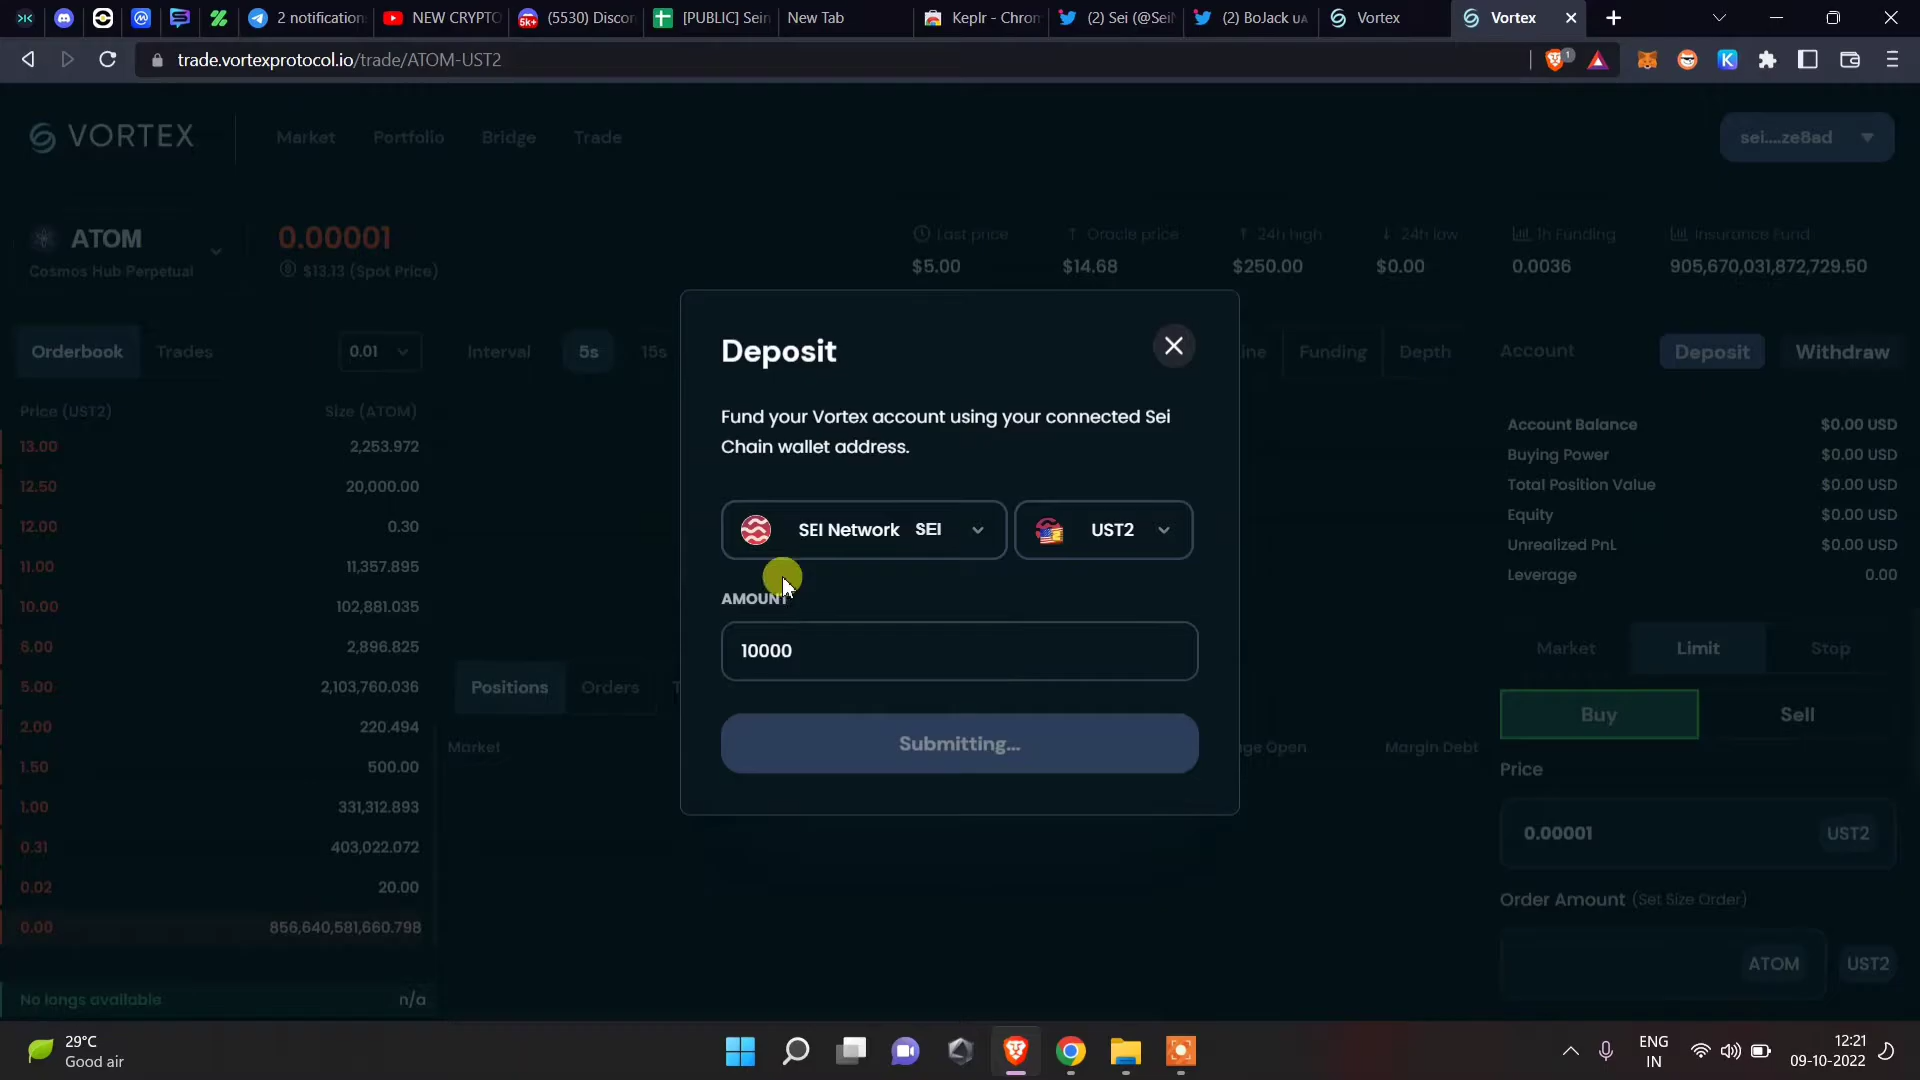 2 notification
NEW CRYPTO
(5530) Discor
[PUBLIC] Sein
New Tab
Keplr - Chrom
(2) Sei (@Sei
(2) BoJack
Vortex
Vortex
trade.vortexprotocol.io/trade/ATOM-UST2
VORTEX
Market
Portfolio
Bridge
Trade
sei....ze8ad
ATOM
Cosmos Hub Perpetual
0.00001
$13.13 (Spot Price)
Last price
$5.00
Oracle price
$14.68
24h high
$250.00
24h low
$0.00
1h Funding
0.0036
Insurance Fund
905,670,031,872,729.50
Orderbook
Trades
0.01
Interval
5s
15s
ine
Funding
Depth
Account
Deposit
Withdraw
Price (UST2) Size (ATOM)
13.00 2,253.972
12.50 20,000.00
12.00 0.30
11.00 11,357.895
10.00 102,881.035
6.00 2,896.825
5.00 2,103,760.036
2.00 220.494
1.50 500.00
1.00 331,312.893
0.31 403,022.072
0.02 20.00
0.00 856,640,581,660.798
No longs available n/a
Positions
Orders
T
Market
ge Open
Margin Debt
Deposit
Fund your Vortex account using your connected Sei
Chain wallet address.
SEI Network SEI
UST2
AMOUNT
10000
Submitting...
Account Balance $0.00 USD
Buying Power $0.00 USD
Total Position Value $0.00 USD
Equity $0.00 USD
Unrealized PnL $0.00 USD
Leverage 0.00
Market
Limit
Stop
Buy
Sell
Price
0.00001 UST2
Order Amount (Set Size Order)
ATOM
UST2
29°C
Good air
ENG
IN
12:21
09-10-2022